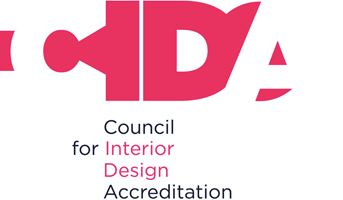 CIDA
Council
for Interior
Design
Accreditation